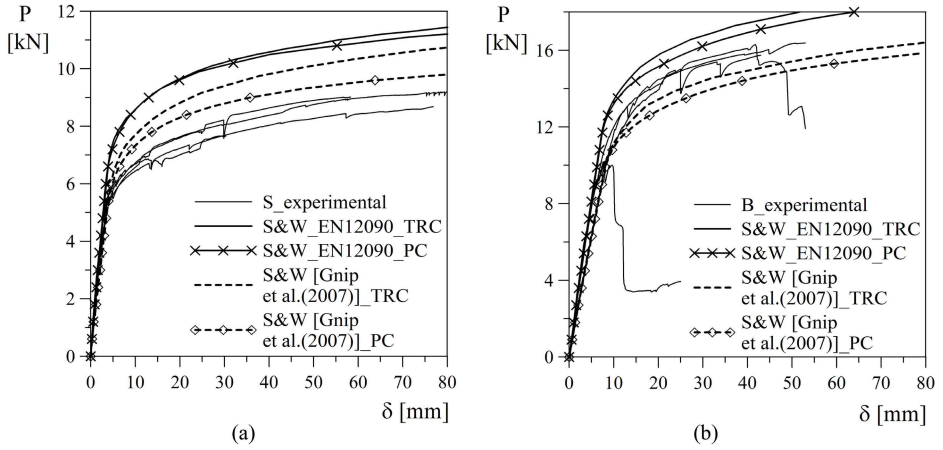 P
[kN]
12
10
8
6
4
2
0
S_experimental
S&W_EN12090_TRC
S&W_EN12090_PC
S&W [Gnip
et al.(2007)]_TRC
S&W [Gnip
et al.(2007)]_PC
0 10 20 30 40 50 60 70 80
δ [mm]
(a)
P
[kN]
16
12
8
4
0
B_experimental
S&W_EN12090_TRC
S&W_EN12090_PC
S&W [Gnip
et al.(2007)]_TRC
S&W [Gnip
et al.(2007)]_PC
0 10 20 30 40 50 60 70 80
δ [mm]
(b)